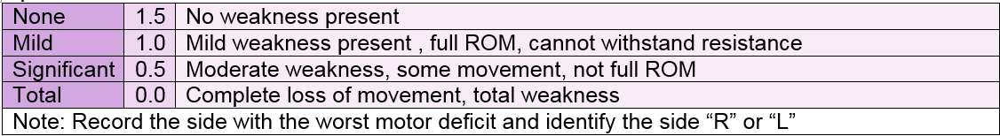 None 1.5 No weakness present
Mild 1.0 Mild weakness present , full ROM, cannot withstand resistance
Significant 0.5 Moderate weakness, some movement, not full ROM
Total 0.0 Complete loss of movement, total weakness
Note: Record the side with the worst motor deficit and identify the side “R” or “L”